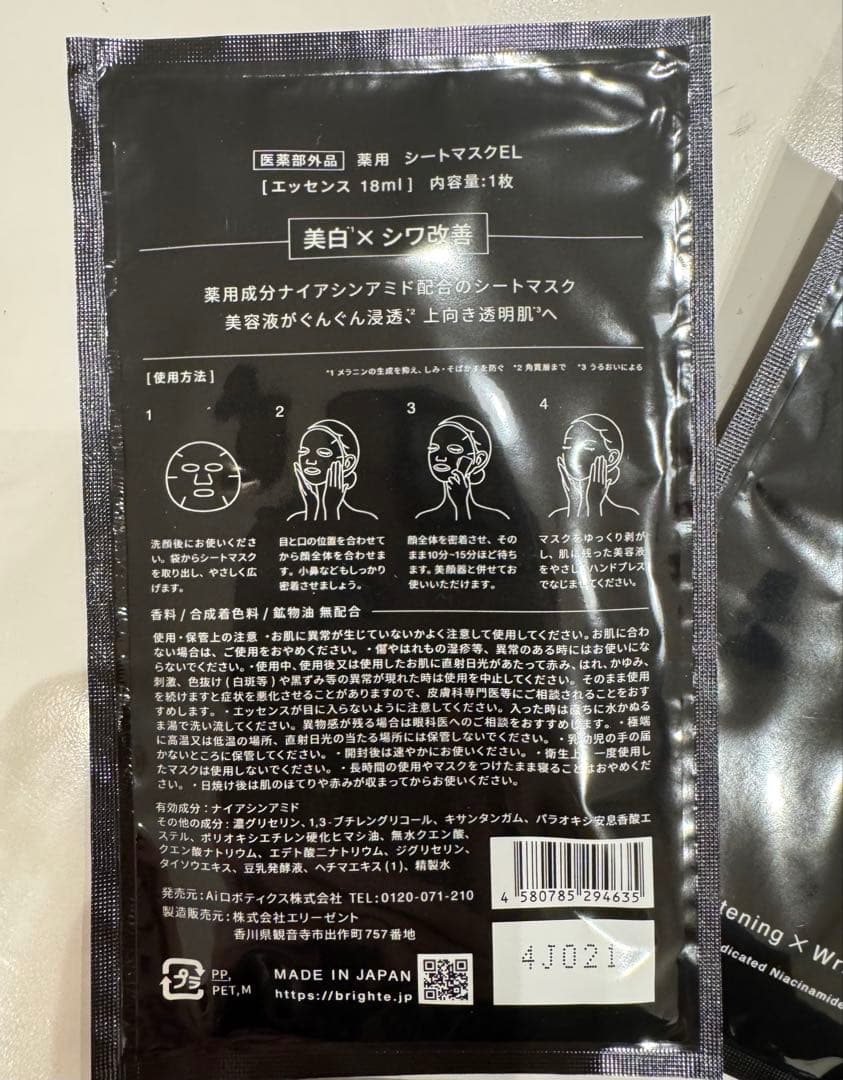 医薬部外品 薬用 シートマスクEL
[エッセンス 18ml] 内容量:1枚
美白*1× シワ改善
薬用成分ナイアシンアミド配合のシートマスク
美容液がぐんぐん浸透、*2 上向き透明肌*3へ
[使用方法]
*1 メラニンの生成を抑え、しみ・そばかすを防ぐ *2 角質層まで *3 うるおいによる
1
洗顔後にお使いくださ
い。袋からシートマスク
を取り出し、やさしく広
げます。
2
目と口の位置を合わせて
から顔全体を合わせま
す。小鼻などもしっかり
密着させましょう。
3
顔全体を密着させ、その
まま10分~15分ほど待ち
ます。美顔器と併せてお
使いいただけます。
4
マスクをゆっくり剥が
し、肌に残った美容液
をやさしくハンドプレス
でなじませてください。
香料 / 合成着色料 / 鉱物油 無配合
使用・保管上の注意 ・お肌に異常が生じていないかよく注意して使用してください。お肌に合わ
ない場合は、ご使用をおやめください。・傷やはれもの湿疹等、異常のある時にはお使いにな
らないでください。・使用中、使用後又は使用したお肌に直射日光があたって赤み、はれ、かゆみ、
刺激、色抜け(白斑等)や黒ずみ等の異常が現れた時は使用を中止してください。そのまま使用
を続けますと症状を悪化させることがありますので、皮膚科専門医等にご相談されることをおす
すめします。・エッセンスが目に入らないように注意してください。入った時は直ちに水かぬる
ま湯で洗い流してください。異物感が残る場合は眼科医へのご相談をおすすめします。・極端
に高温又は低温の場所、直射日光の当たる場所には保管しないでください。・乳幼児の手の届
かないところに保管してください。・開封後は速やかにお使いください。・衛生上、一度使用し
たマスクは使用しないでください。・長時間の使用やマスクをつけたまま寝ることはおやめくだ
さい。・日焼け後は肌のほてりや赤みが収まってからお使いください。
有効成分：ナイアシンアミド
その他の成分：濃グリセリン、1,3-ブチレングリコール、キサンタンガム、パラオキシ安息香酸エ
ステル、ポリオキシエチレン硬化ヒマシ油、無水クエン酸、
クエン酸ナトリウム、エデト酸二ナトリウム、ジグリセリン、
タイソウエキス、豆乳発酵液、ヘチマエキス(1)、精製水
発売元：Aiロボティクス株式会社 TEL:0120-071-210
製造販売元：株式会社エリーゼント
香川県観音寺市出作町757番地
4 580785 294635
プラ PP,
PET,M
MADE IN JAPAN
https://brighte.jp
4J021
tening × Wr
dicated Niacinamide